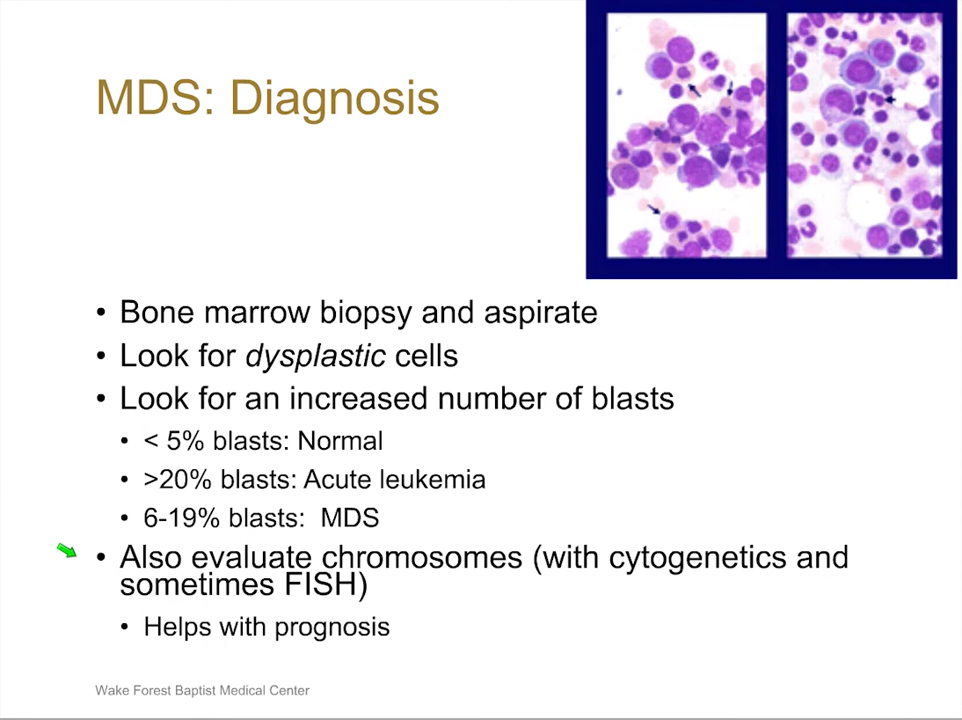 MDS: Diagnosis
• Bone marrow biopsy and aspirate
• Look for dysplastic cells
• Look for an increased number of blasts
• < 5% blasts: Normal
• >20% blasts: Acute leukemia
• 6-19% blasts:  MDS
• Also evaluate chromosomes (with cytogenetics and
sometimes FISH)
• Helps with prognosis
Wake Forest Baptist Medical Center